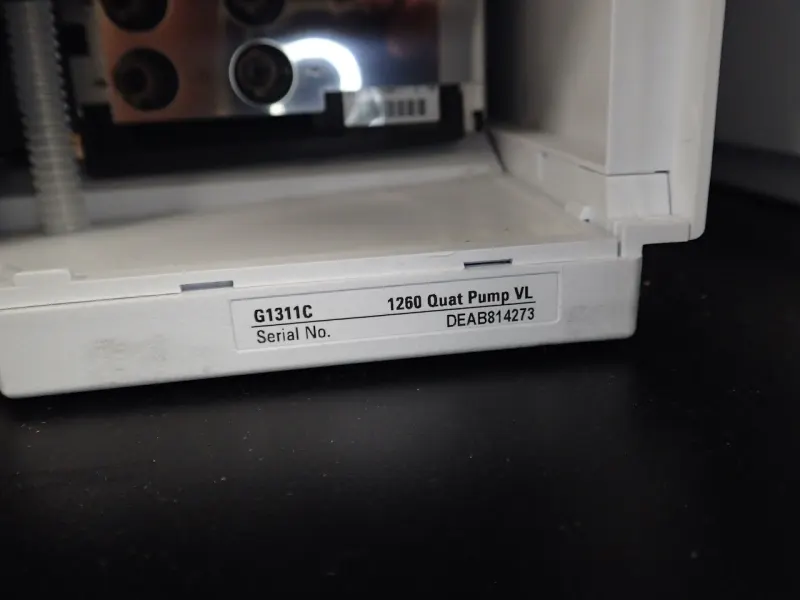 G1311C 1260 Quat Pump VL
Serial No. DEAB814273